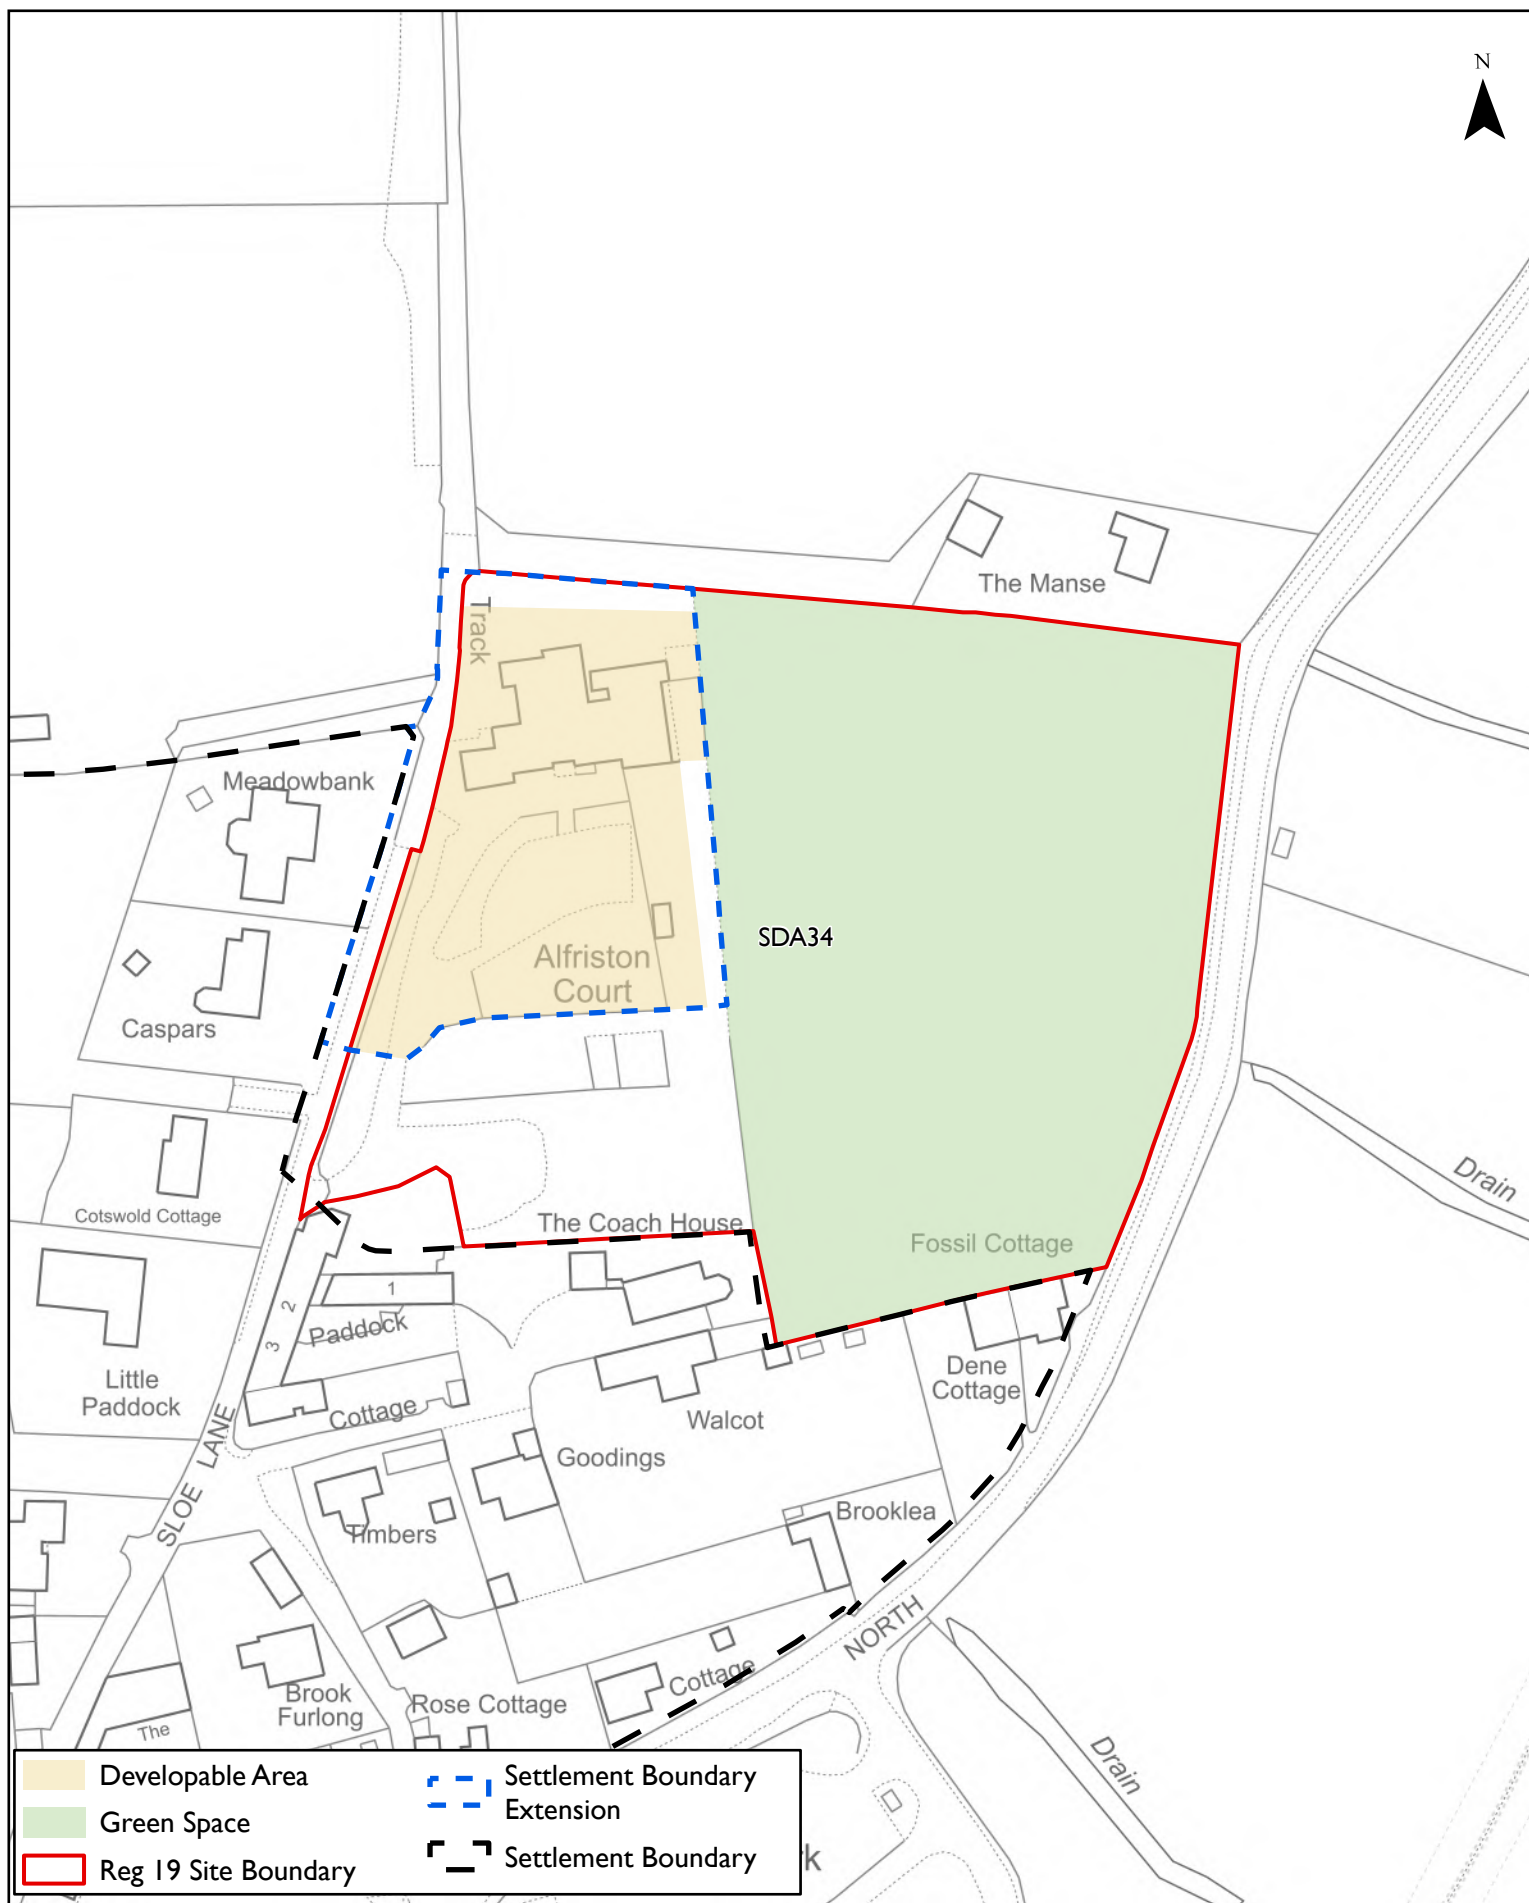 N
The Manse
Track
Meadowbank
SDA34
Alfriston
Court
Caspars
Cotswold Cottage
The Coach House
Fossil Cottage
Drain
1
2
3
Paddock
Little
Paddock
Dene
Cottage
Cottage
Walcot
SLOE LANE
Goodings
Timbers
Brooklea
NORTH
Cottage
Brook
Furlong
Rose Cottage
The
Drain
Developable Area
Green Space
Reg 19 Site Boundary
Settlement Boundary
Extension
Settlement Boundary